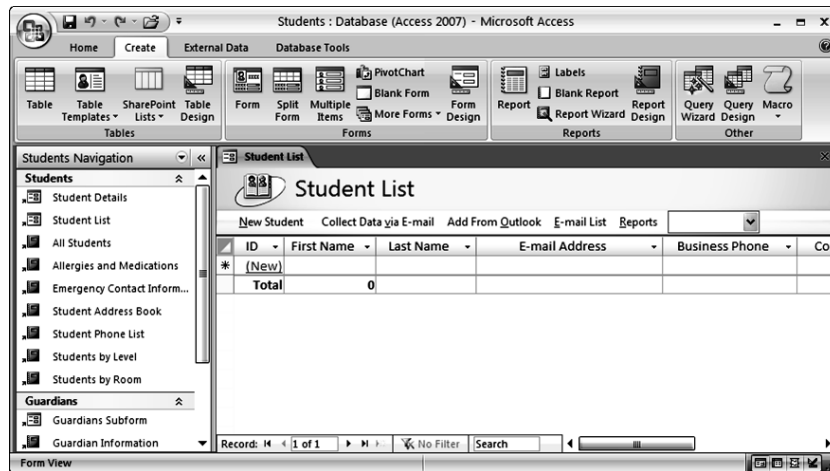 Students : Database (Access 2007) - Microsoft Access
Home Create External Data Database Tools
Table
Table Templates
SharePoint Lists
Table Design
Tables
Form
Split Form
Multiple Items
PivotChart
Blank Form
More Forms
Form Design
Forms
Report
Labels
Blank Report
Report Wizard
Report Design
Reports
Query Wizard
Query Design
Macro
Other
Students Navigation
Students
Student Details
Student List
All Students
Allergies and Medications
Emergency Contact Inform...
Student Address Book
Student Phone List
Students by Level
Students by Room
Guardians
Guardians Subform
Guardian Information
Student List
Student List
New Student Collect Data via E-mail Add From Outlook E-mail List Reports
ID First Name Last Name E-mail Address Business Phone Co
* (New)
Total 0
Record: 1 of 1 No Filter Search
Form View